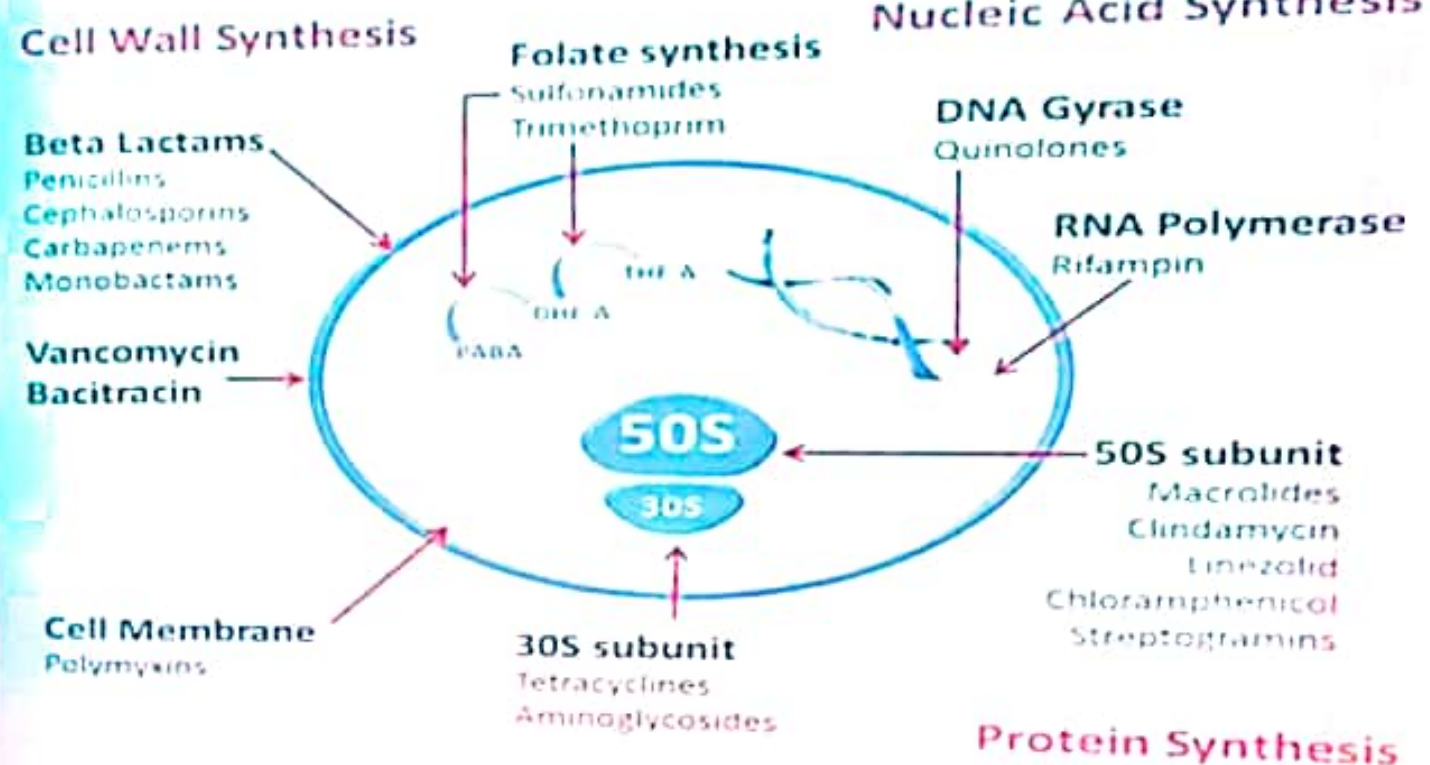 Cell Wall Synthesis
Nucleic Acid Synthesis
Folate synthesis
Sulfonamides
Trimethoprim
DNA Gyrase
Quinolones
Beta Lactams
Penicillins
Cephalosporins
Carbapenems
Monobactams
RNA Polymerase
Rifampin
THF A
DHF A
PABA
Vancomycin
Bacitracin
50S
30S
50S subunit
Macrolides
Clindamycin
Linezolid
Chloramphenicol
Streptogramins
Cell Membrane
Polymyxins
30S subunit
Tetracyclines
Aminoglycosides
Protein Synthesis